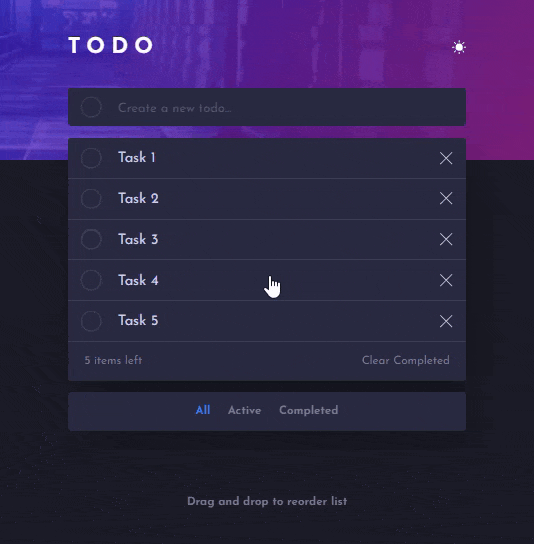 TODO
Create a new todo...
Task 1
Task 2
Task 3
Task 4
Task 5
5 items left Clear Completed
All Active Completed
Drag and drop to reorder list